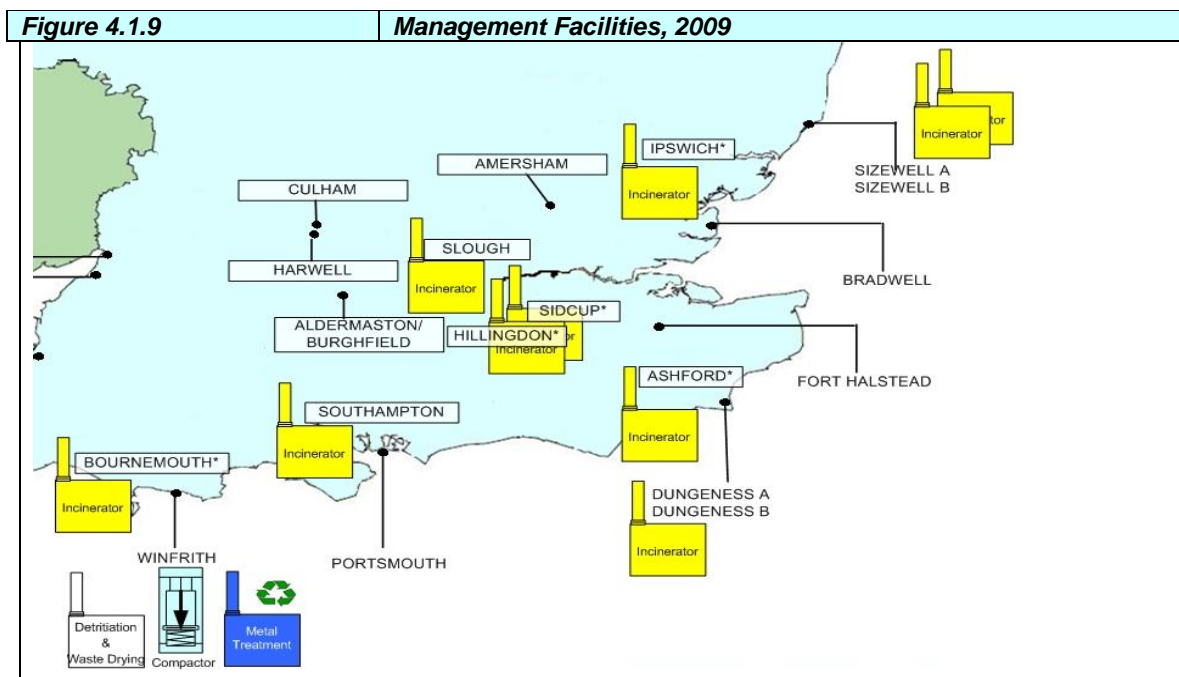 Figure 4.1.9
Management Facilities, 2009
Incinerator
tor
IPSWICH*
Incinerator
SIZEWELL A
SIZEWELL B
AMERSHAM
CULHAM
HARWELL
SLOUGH
Incinerator
BRADWELL
ALDERMASTON/
BURGHFIELD
SIDCUP*
HILLINGDON*
Incinerator
or
FORT HALSTEAD
ASHFORD*
Incinerator
SOUTHAMPTON
Incinerator
BOURNEMOUTH*
Incinerator
DUNGENESS A
DUNGENESS B
Incinerator
WINFRITH
PORTSMOUTH
Detritiation
&
Waste Drying
Compactor
Metal
Treatment